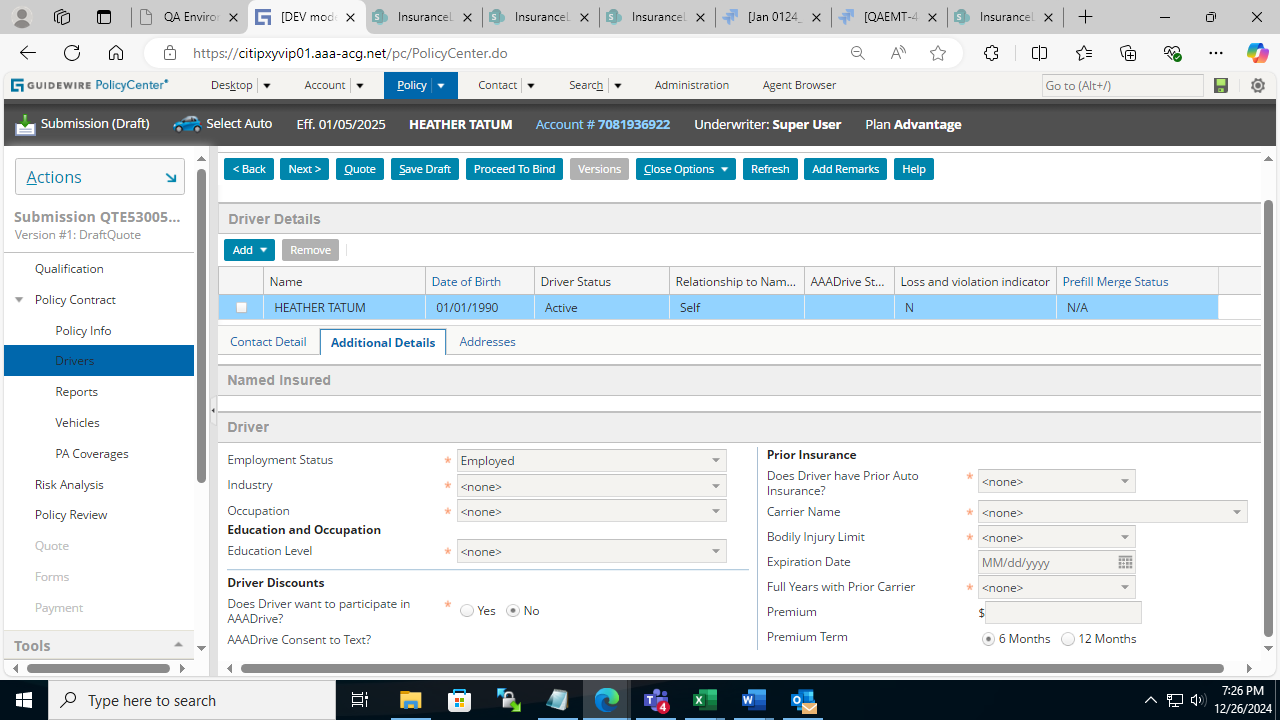 QA Environ
[DEV mode
InsuranceL
InsuranceL
InsuranceL
[Jan 0124_
[QAEMT-4
InsuranceL
https://citipxyvip01.aaa-acg.net/pc/PolicyCenter.do
GUIDEWIRE PolicyCenter®
Desktop
Account
Policy
Contact
Search
Administration
Agent Browser
Go to (Alt+/)
Submission (Draft)
Select Auto
Eff. 01/05/2025
HEATHER TATUM
Account # 7081936922
Underwriter: Super User
Plan Advantage
Actions
Submission QTE53005...
Version #1: DraftQuote
Qualification
Policy Contract
Policy Info
Drivers
Reports
Vehicles
PA Coverages
Risk Analysis
Policy Review
Quote
Forms
Payment
Tools
< Back
Next >
Quote
Save Draft
Proceed To Bind
Versions
Close Options
Refresh
Add Remarks
Help
Driver Details
Add
Remove
Name
Date of Birth
Driver Status
Relationship to Nam...
AAADrive St...
Loss and violation indicator
Prefill Merge Status
HEATHER TATUM
01/01/1990
Active
Self
N
N/A
Contact Detail
Additional Details
Addresses
Named Insured
Driver
Employment Status * Employed
Industry * <none>
Occupation * <none>
Education and Occupation
Education Level * <none>
Driver Discounts
Does Driver want to participate in
AAADrive?
* Yes No
AAADrive Consent to Text?
Prior Insurance
Does Driver have Prior Auto
Insurance?
* <none>
Carrier Name * <none>
Bodily Injury Limit * <none>
Expiration Date MM/dd/yyyy
Full Years with Prior Carrier * <none>
Premium $
Premium Term 6 Months 12 Months
Type here to search
4
7:26 PM
12/26/2024